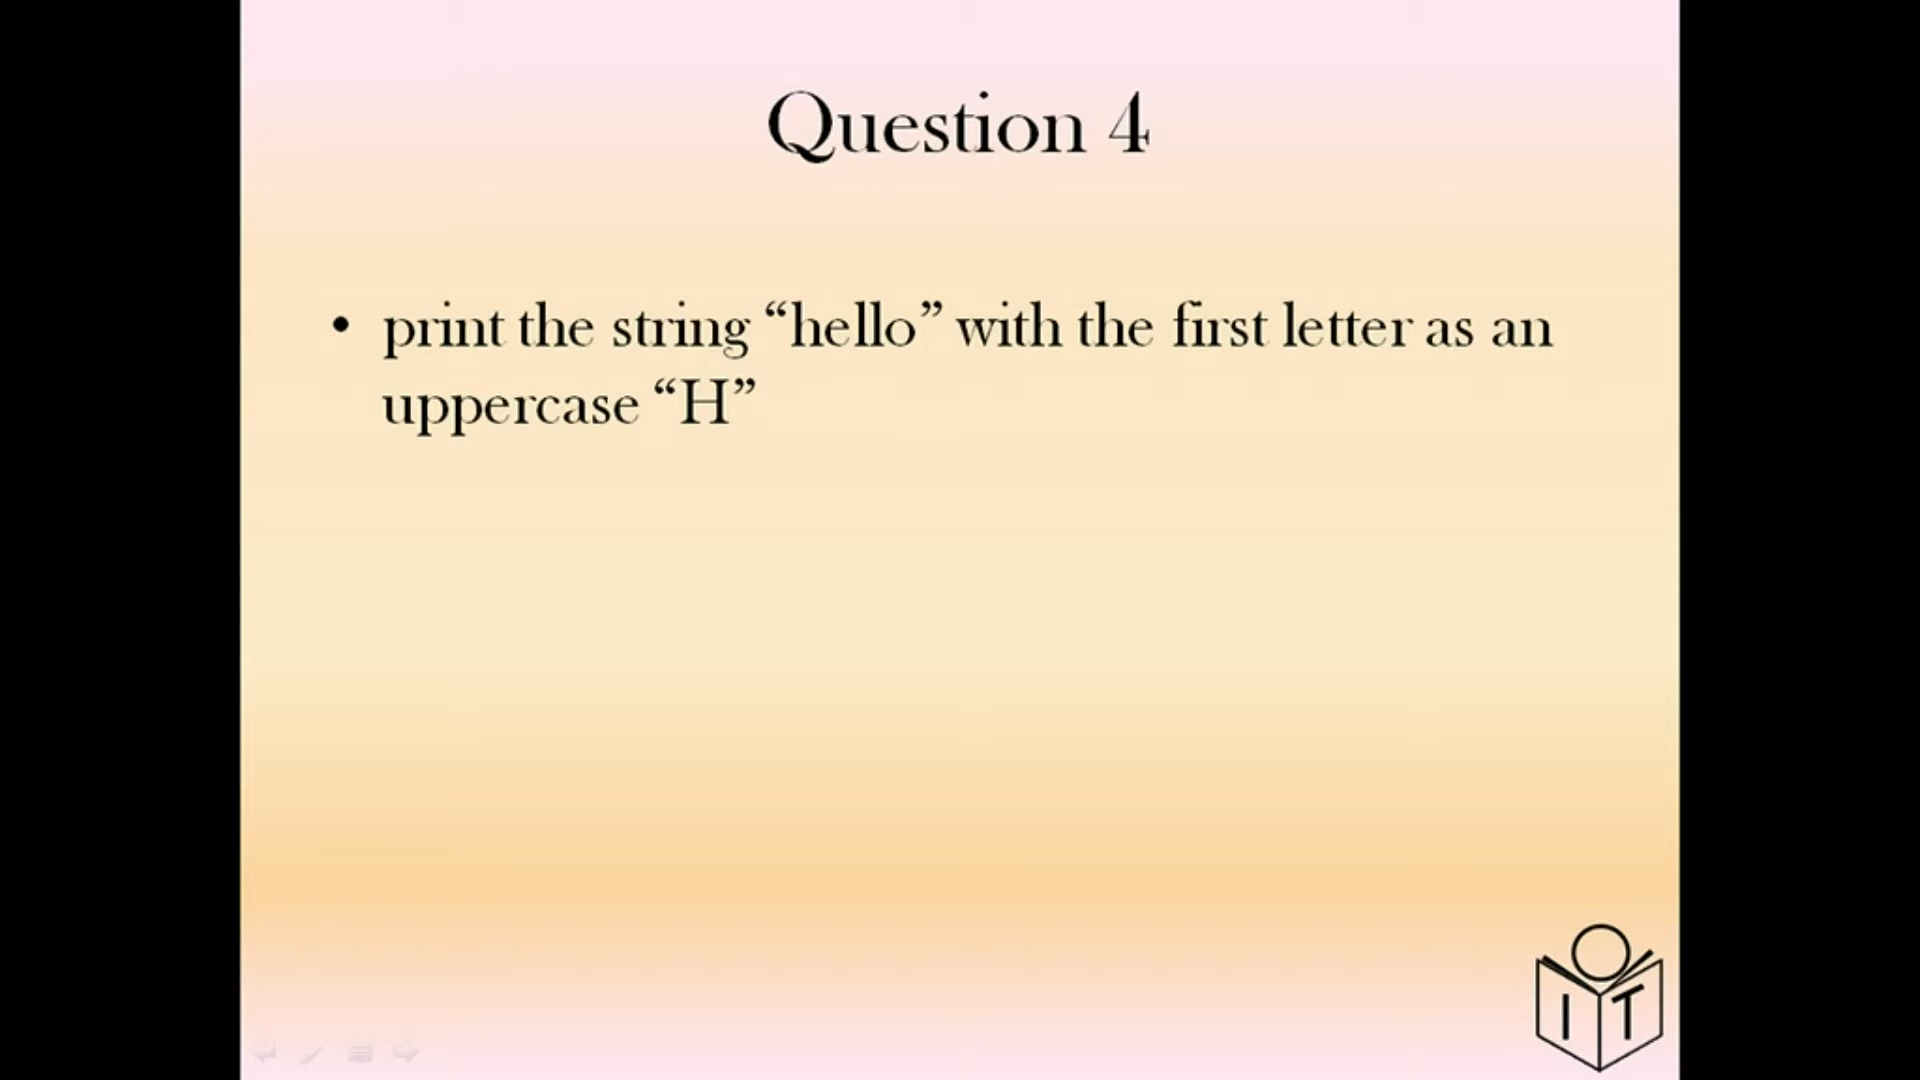 Question 4
• print the string “hello” with the first letter as an
uppercase “H”
I T